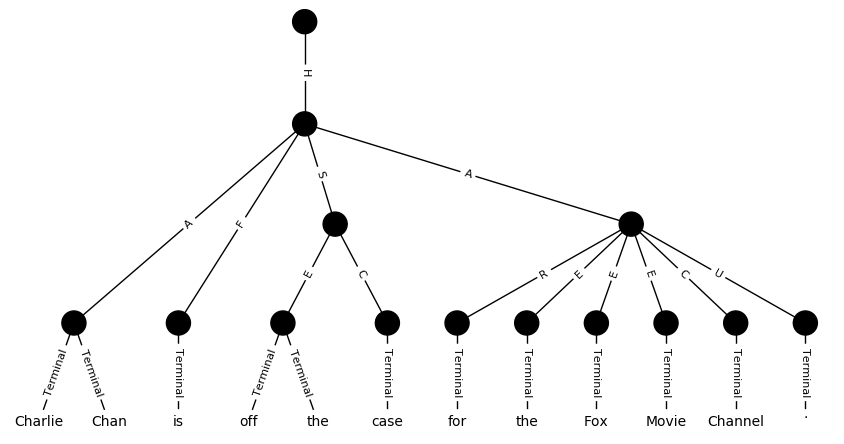 H
A F S A
E C R E E E C U
Terminal Terminal Terminal Terminal Terminal Terminal Terminal Terminal Terminal Terminal Terminal Terminal
Charlie Chan is off the case for the Fox Movie Channel .